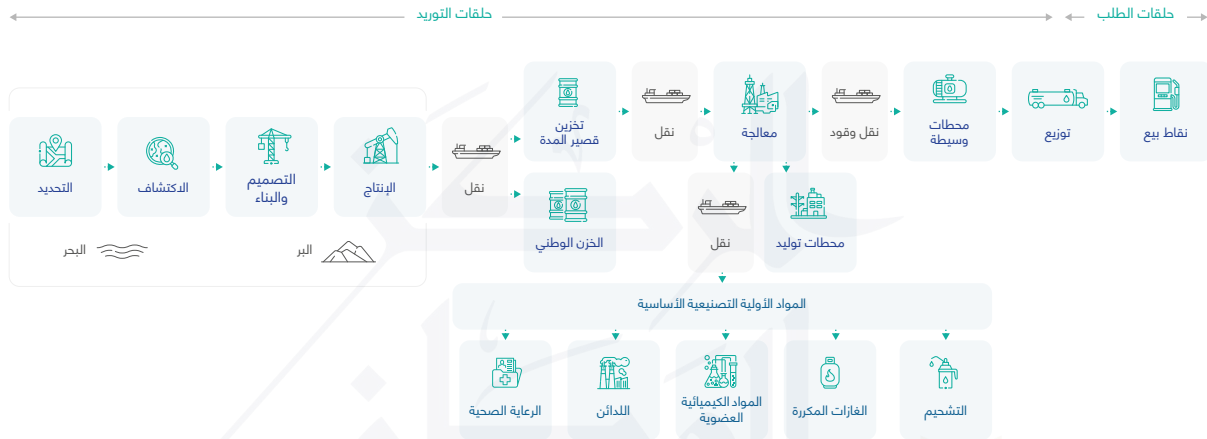 حلقات التوريد
حلقات الطلب
التحديد
الاكتشاف
التصميم
والبناء
الإنتاج
البحر
البر
نقل
تخزين
قصير المدة
الخزن الوطني
نقل
معالجة
نقل وقود
محطات
وسيطة
توزيع
نقاط بيع
نقل
محطات توليد
المواد الأولية التصنيعية الأساسية
الرعاية الصحية
اللدائن
المواد الكيميائية
العضوية
الغازات المكررة
التشحيم